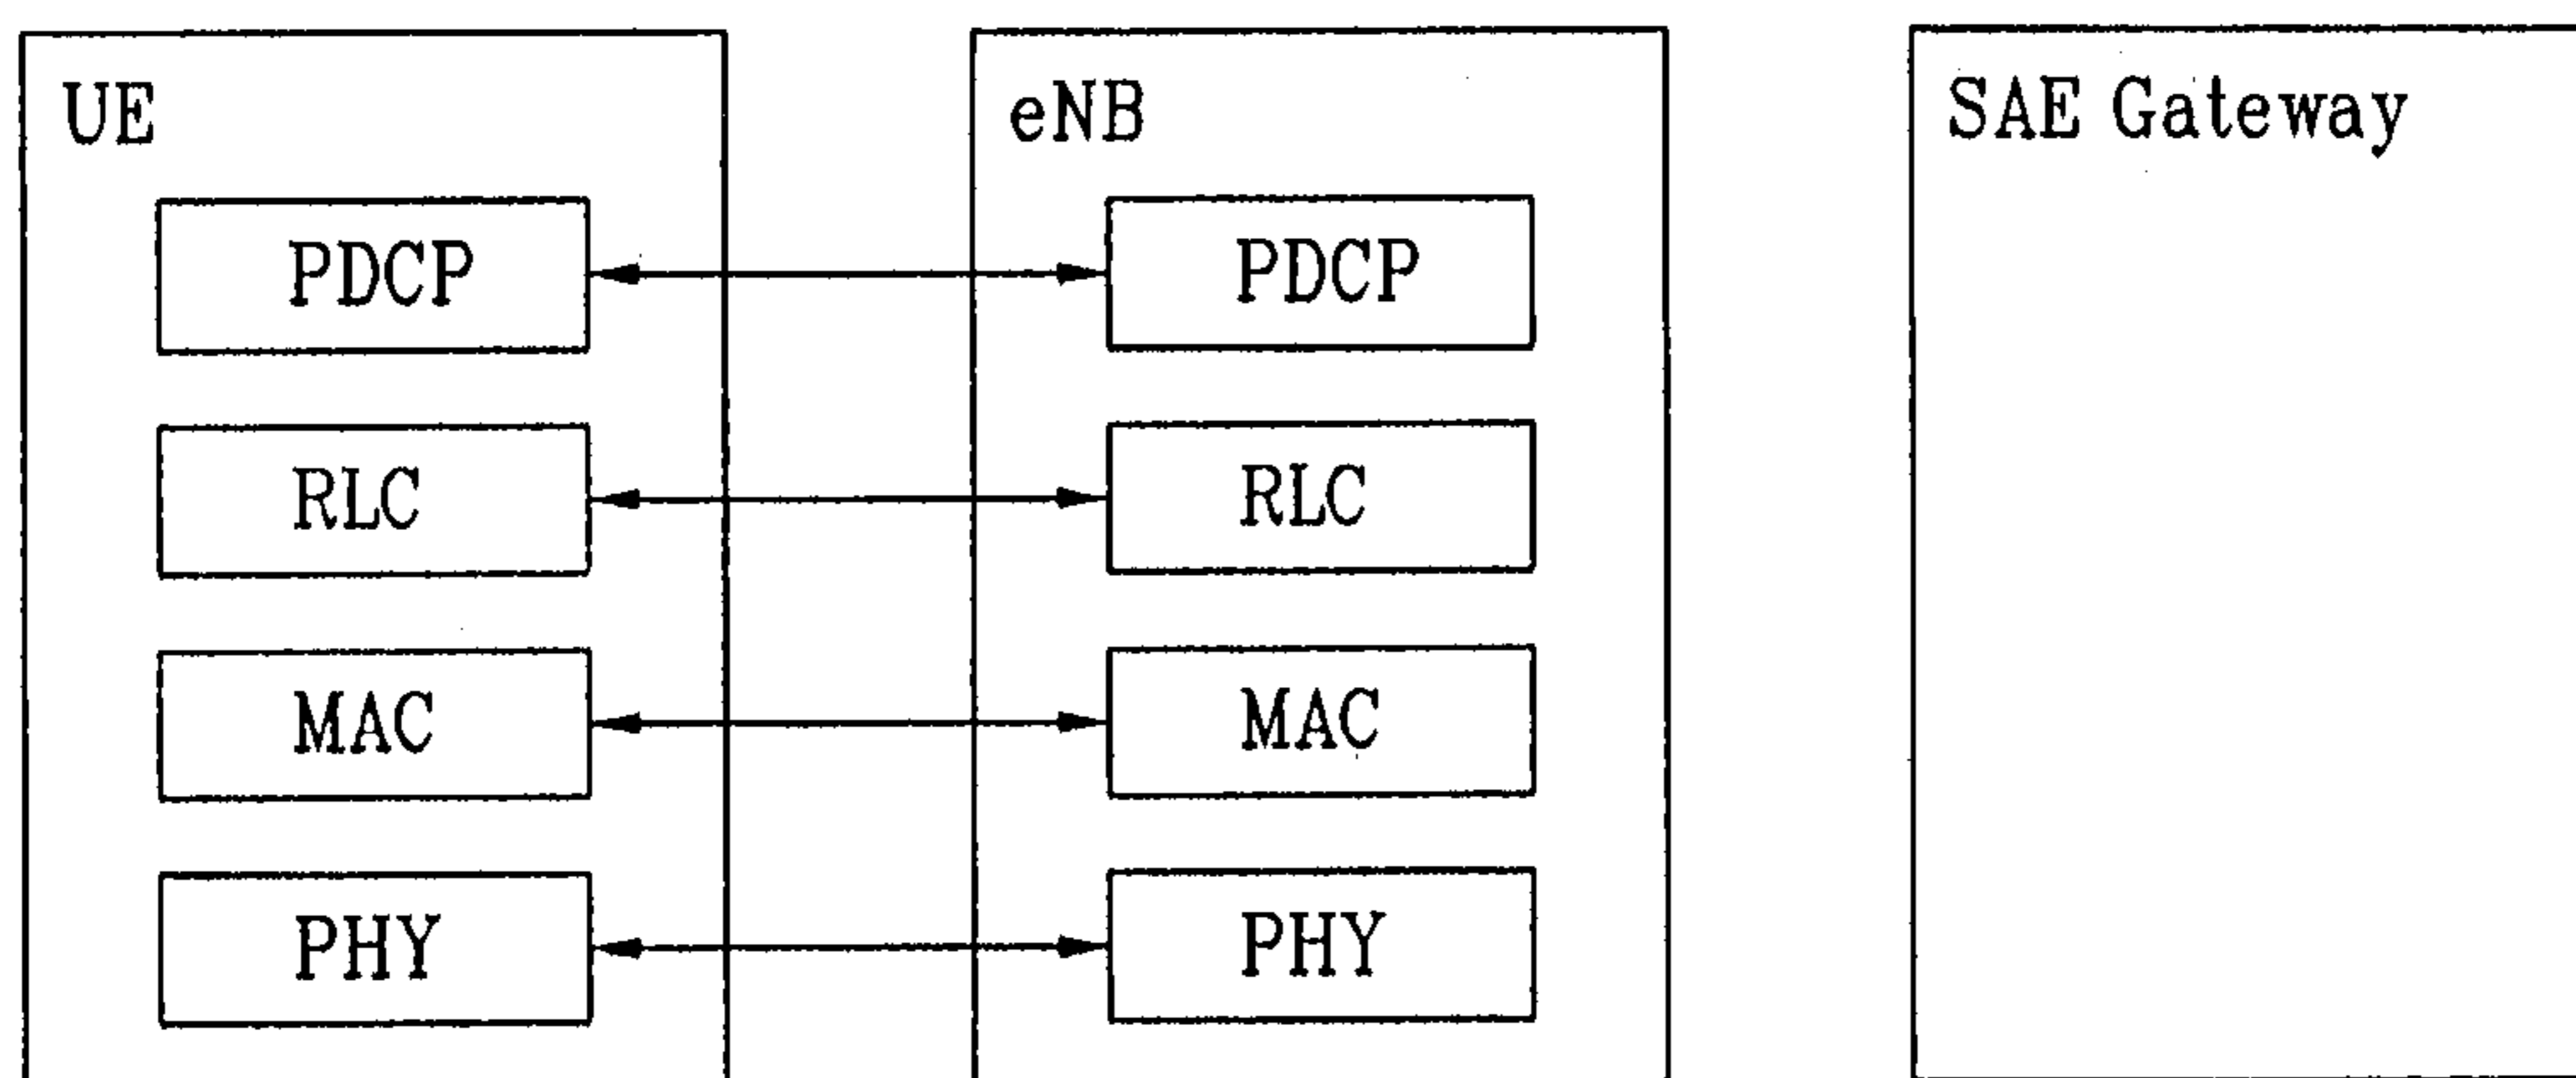 UE eNB SAE Gateway
PDCP PDCP
RLC RLC
MAC MAC
PHY PHY